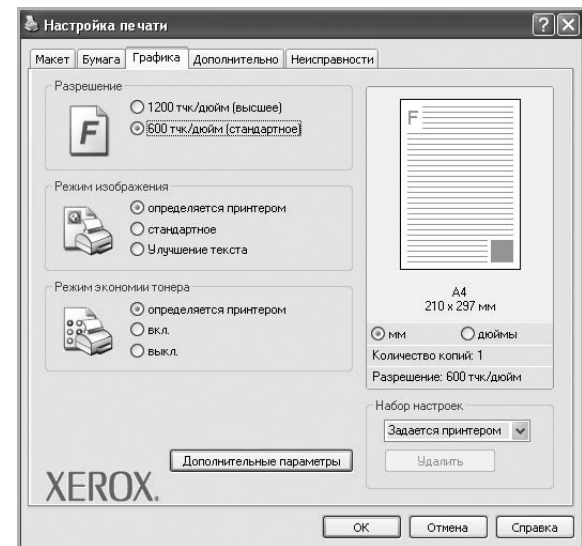 Настройка печати
Макет Бумага Графика Дополнительно Неисправности
Разрешение
F
1200 тчк/дюйм (высшее)
600 тчк/дюйм (стандартное)
Режим изображения
определяется принтером
стандартное
Улучшение текста
Режим экономии тонера
определяется принтером
вкл.
выкл.
Дополнительные параметры
XEROX.
F
A4
210 x 297 мм
мм дюймы
Количество копий: 1
Разрешение: 600 тчк/дюйм
Набор настроек
Задается принтером
Удалить
OK Отмена Справка